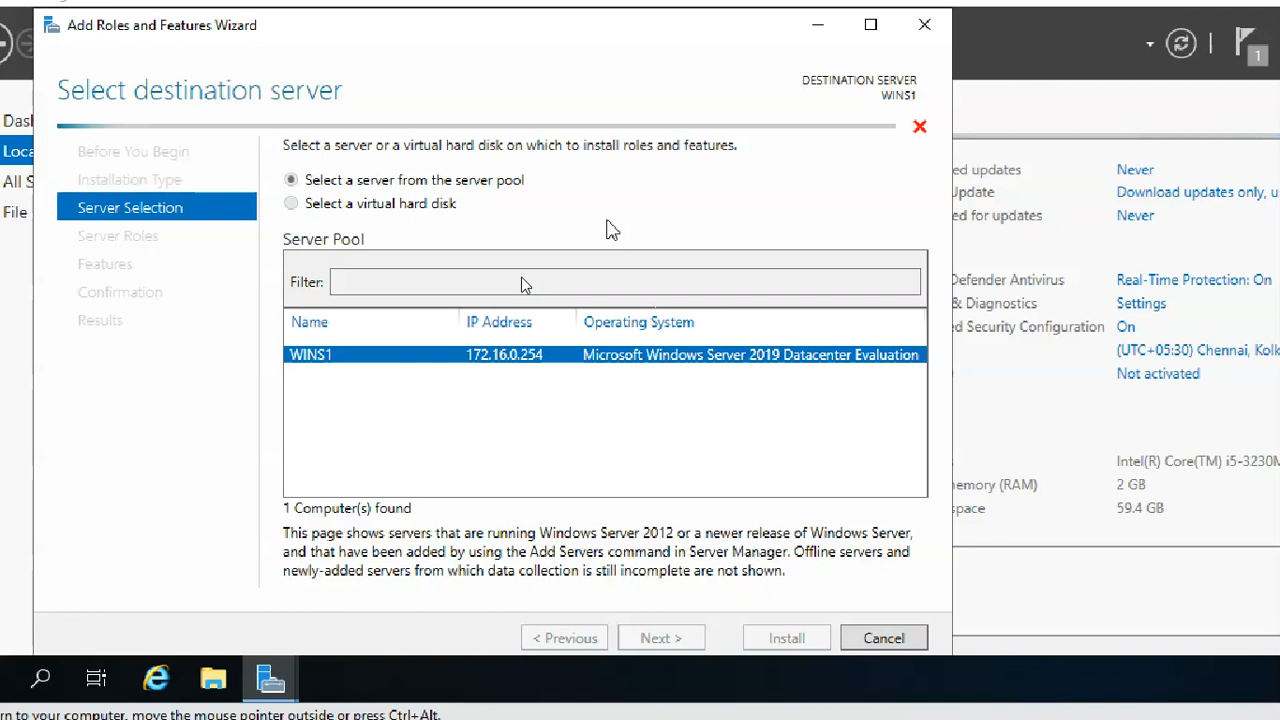 Add Roles and Features Wizard
1
Select destination server
DESTINATION SERVER
WINS1
Das
Loca
All S
File
Before You Begin
Installation Type
Server Selection
Server Roles
Features
Confirmation
Results
Select a server or a virtual hard disk on which to install roles and features.
Select a server from the server pool
Select a virtual hard disk
Server Pool
Filter:
Name IP Address Operating System
WINS1 172.16.0.254 Microsoft Windows Server 2019 Datacenter Evaluation
1 Computer(s) found
This page shows servers that are running Windows Server 2012 or a newer release of Windows Server,
and that have been added by using the Add Servers command in Server Manager. Offline servers and
newly-added servers from which data collection is still incomplete are not shown.
< Previous Next > Install Cancel
ed updates Never
Update Download updates only, u
ed for updates Never
Defender Antivirus Real-Time Protection: On
& Diagnostics Settings
ed Security Configuration On
(UTC+05:30) Chennai, Kolk
Not activated
Intel(R) Core(TM) i5-3230M
memory (RAM) 2 GB
space 59.4 GB
rn to your computer, move the mouse pointer outside or press Ctrl+Alt.